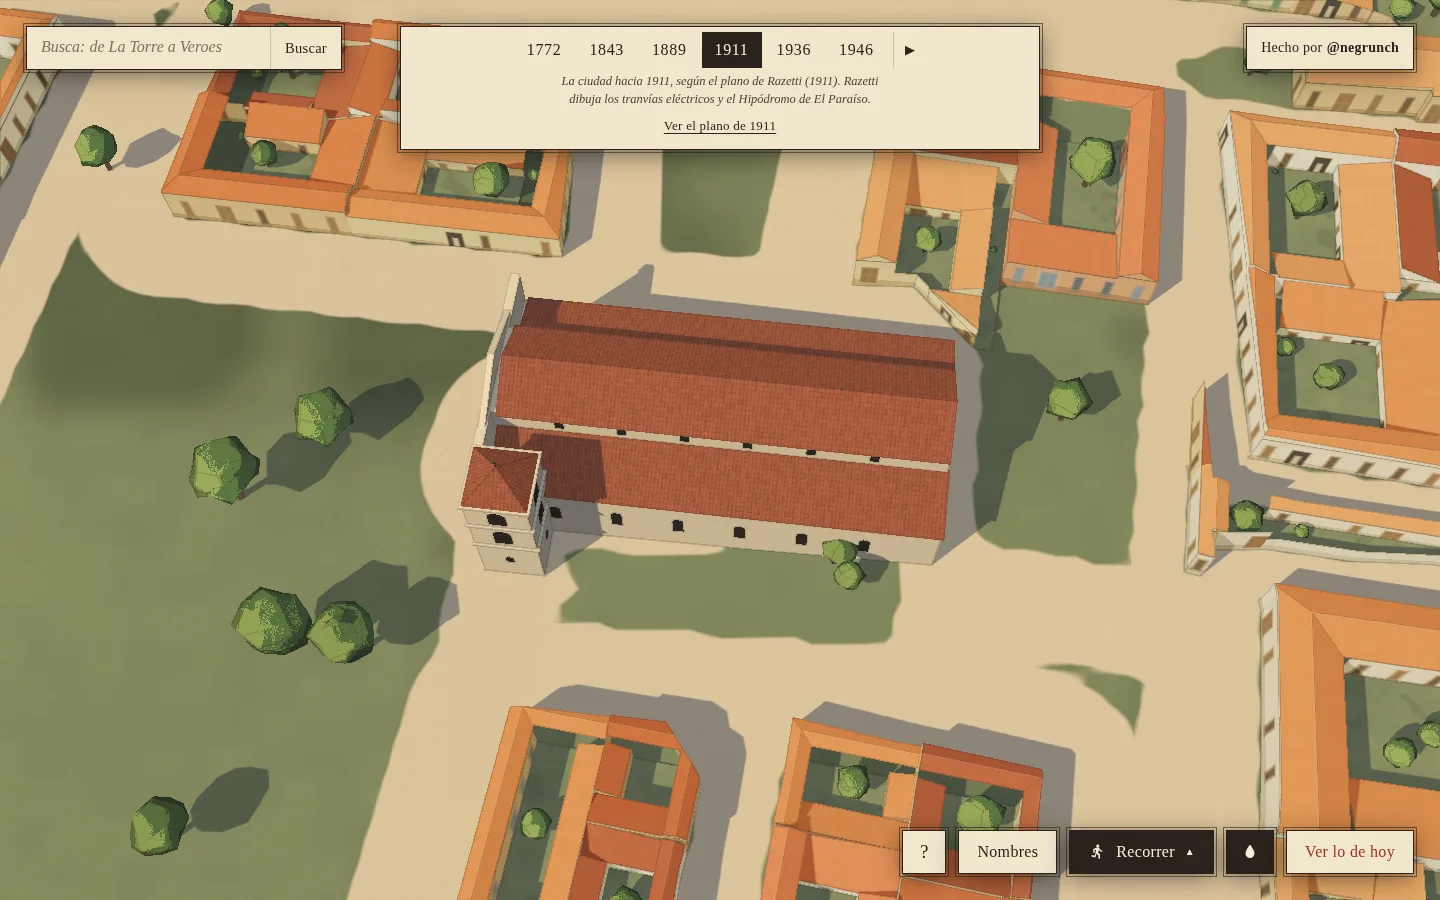 Busca: de La Torre a Veroes
Buscar
1772 1843 1889 1911 1936 1946 ▶
La ciudad hacia 1911, según el plano de Razetti (1911). Razetti
dibuja los tranvías eléctricos y el Hipódromo de El Paraíso.
Ver el plano de 1911
Hecho por @negrunch
?
Nombres
Recorrer ▲
Ver lo de hoy